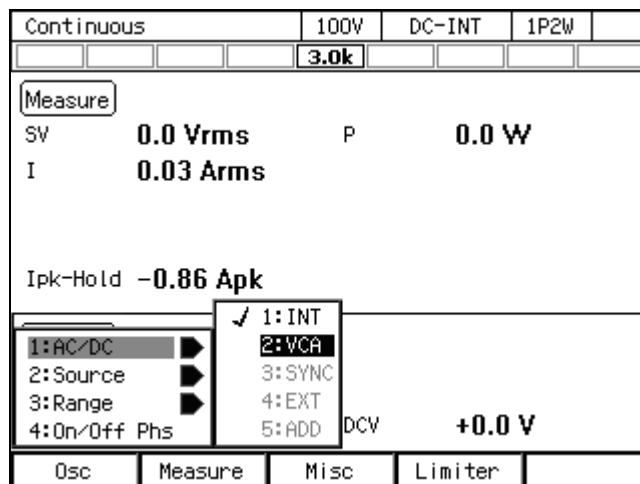 Continuous 100V DC-INT 1P2W
3.0k
Measure
SV 0.0 Vrms P 0.0 W
I 0.03 Arms
Ipk-Hold -0.86 Apk
1:AC/DC
2:Source
3:Range
4:On/Off Phs
✓ 1:INT
2:VCA
3:SYNC
4:EXT
5:ADD
DCV +0.0 V
Osc Measure Misc Limiter